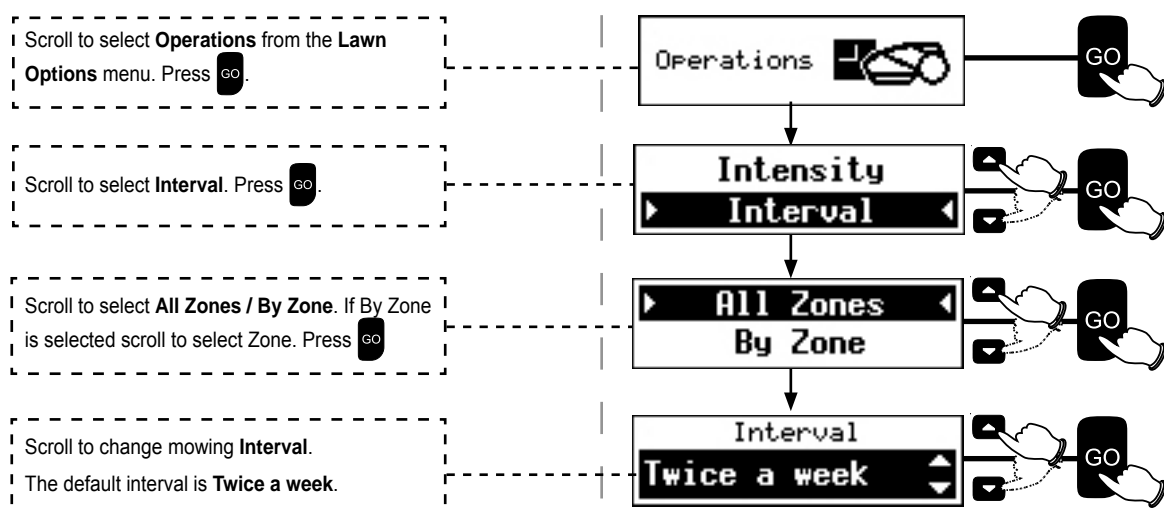 Scroll to select Operations from the Lawn
Options menu. Press GO.
Operations
GO
Scroll to select Interval. Press GO.
Intensity
Interval
GO
Scroll to select All Zones / By Zone. If By Zone
is selected scroll to select Zone. Press GO
All Zones
By Zone
GO
Scroll to change mowing Interval.
The default interval is Twice a week.
Interval
Twice a week
GO